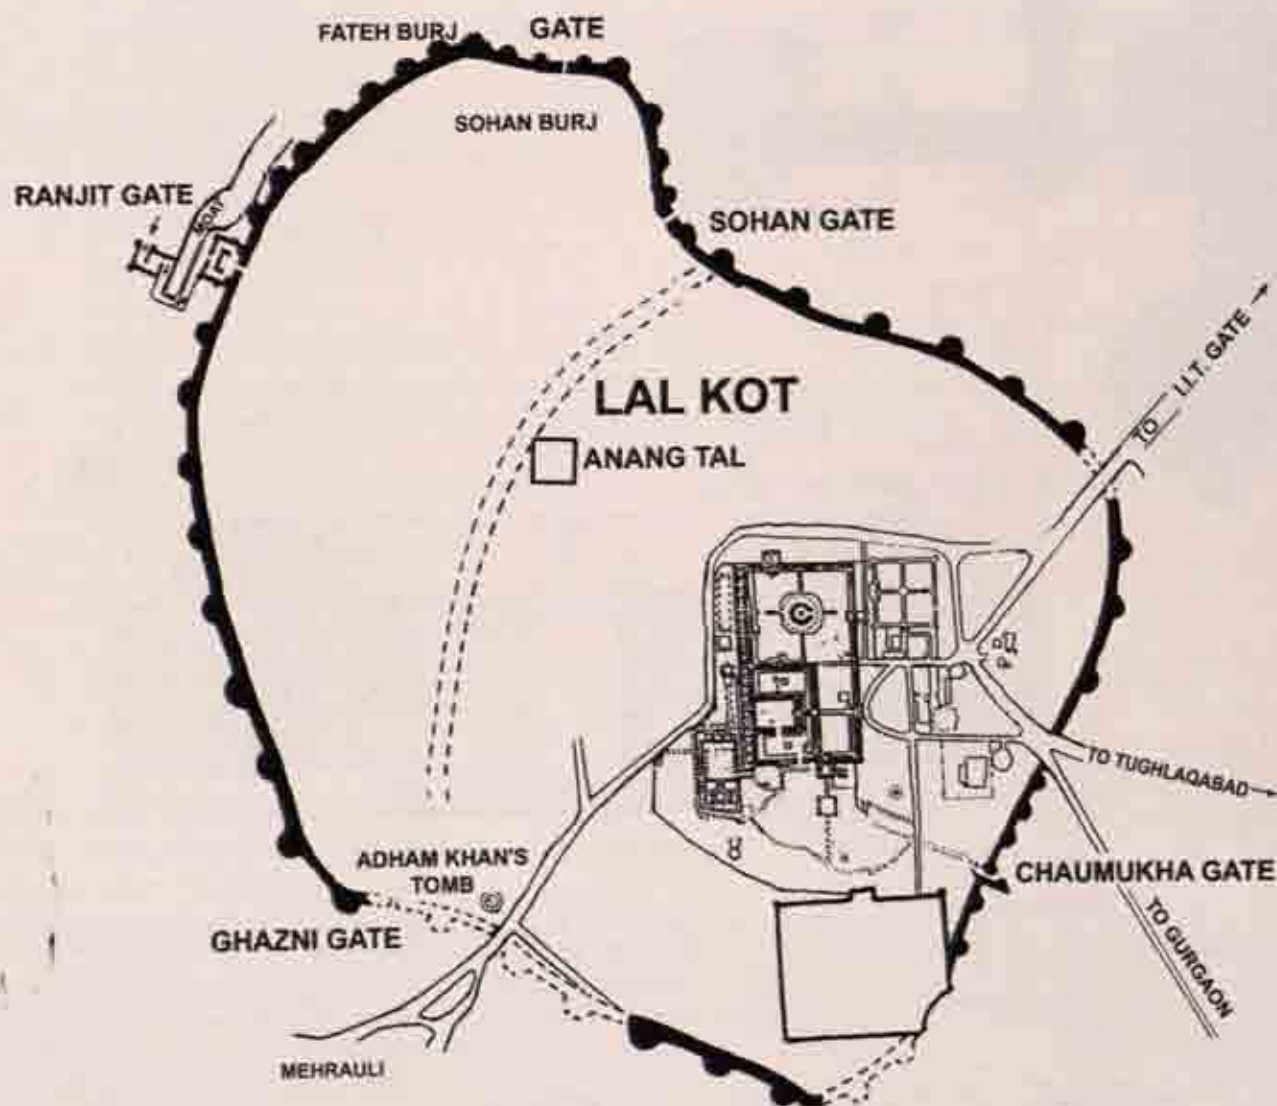 FATEH BURJ
GATE
SOHAN BURJ
RANJIT GATE
MOAT
SOHAN GATE
TO I.I.T. GATE
LAL KOT
ANANG TAL
TO TUGHLAQABAD
ADHAM KHAN'S
TOMB
CHAUMUKHA GATE
GHAZNI GATE
TO GURGAON
MEHRAULI